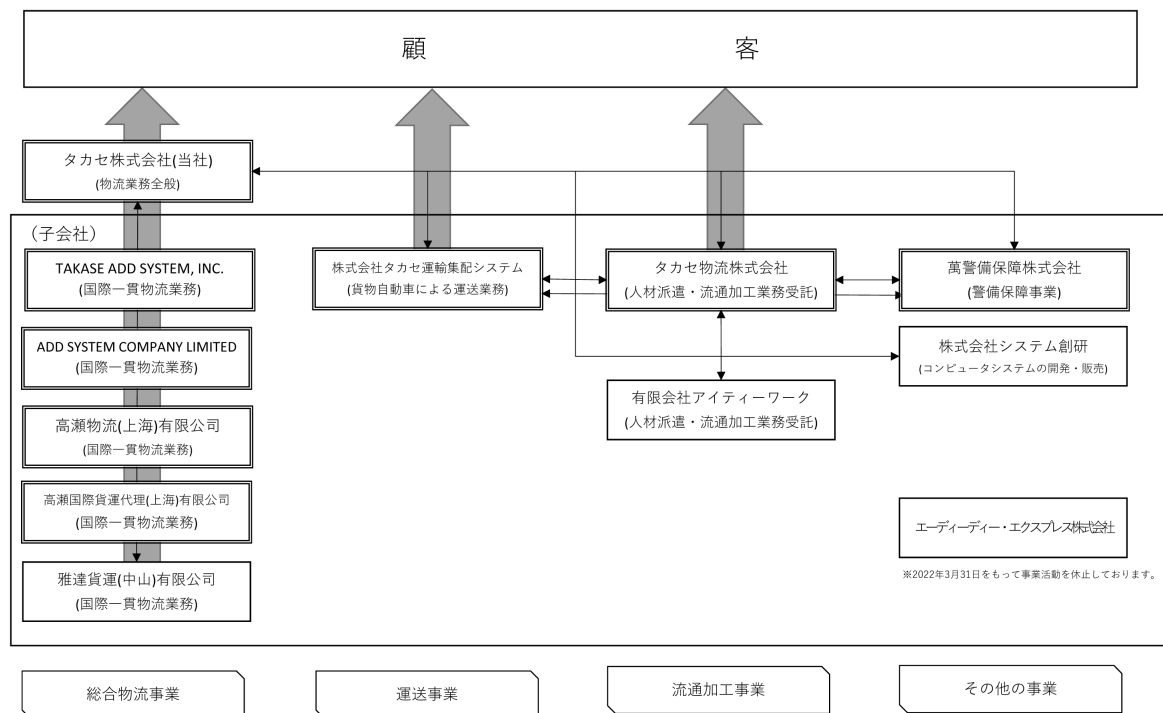 顧客
タカセ株式会社(当社)
(物流業務全般)
(子会社)
TAKASE ADD SYSTEM, INC.
(国際一貫物流業務)
ADD SYSTEM COMPANY LIMITED
(国際一貫物流業務)
高瀬物流(上海)有限公司
(国際一貫物流業務)
高瀬国際貨運代理(上海)有限公司
(国際一貫物流業務)
雅達貨運(中山)有限公司
(国際一貫物流業務)
株式会社タカセ運輸集配システム
(貨物自動車による運送業務)
タカセ物流株式会社
(人材派遣・流通加工業務受託)
有限会社アイティーワーク
(人材派遣・流通加工業務受託)
萬警備保障株式会社
(警備保障事業)
株式会社システム創研
(コンピュータシステムの開発・販売)
エーディーディー・エクスプレス株式会社
※2022年3月31日をもって事業活動を休止しております。
総合物流事業
運送事業
流通加工事業
その他の事業